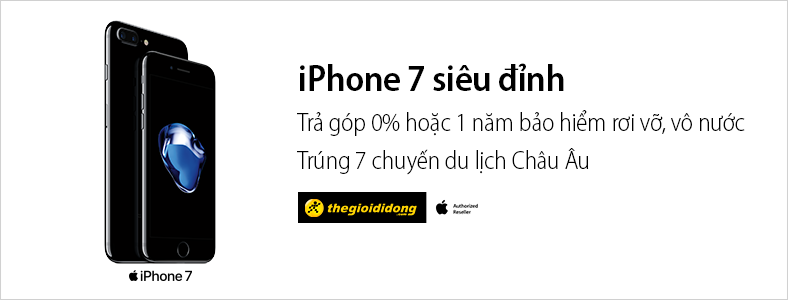 iPhone 7 siêu đỉnh
Trả góp 0% hoặc 1 năm bảo hiểm rơi vỡ, vô nước
Trúng 7 chuyến du lịch Châu Âu
thegioididong
.com
Authorized
Reseller
iPhone 7